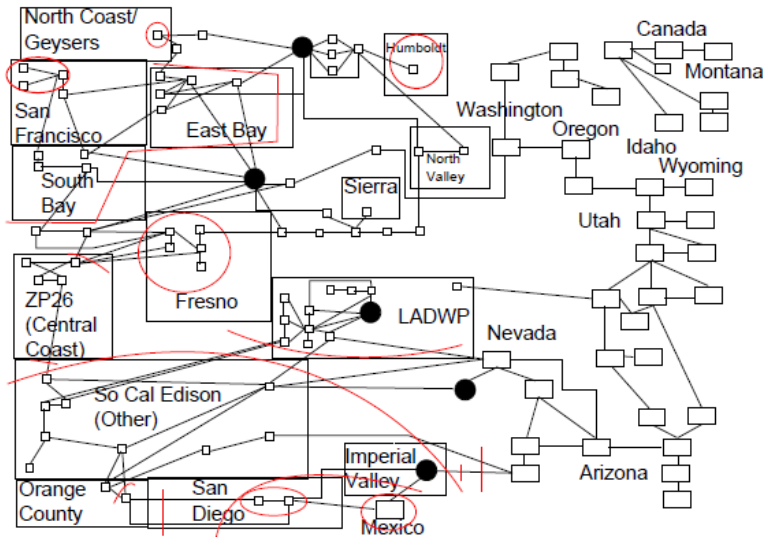 North Coast/
Geysers
Humboldt
San
Francisco
East Bay
North
Valley
South
Bay
Sierra
Fresno
ZP26
(Central
Coast)
LADWP
So Cal Edison
(Other)
Orange
County
San
Diego
Imperial
Valley
Mexico
Canada
Montana
Washington
Oregon
Idaho
Wyoming
Utah
Nevada
Arizona